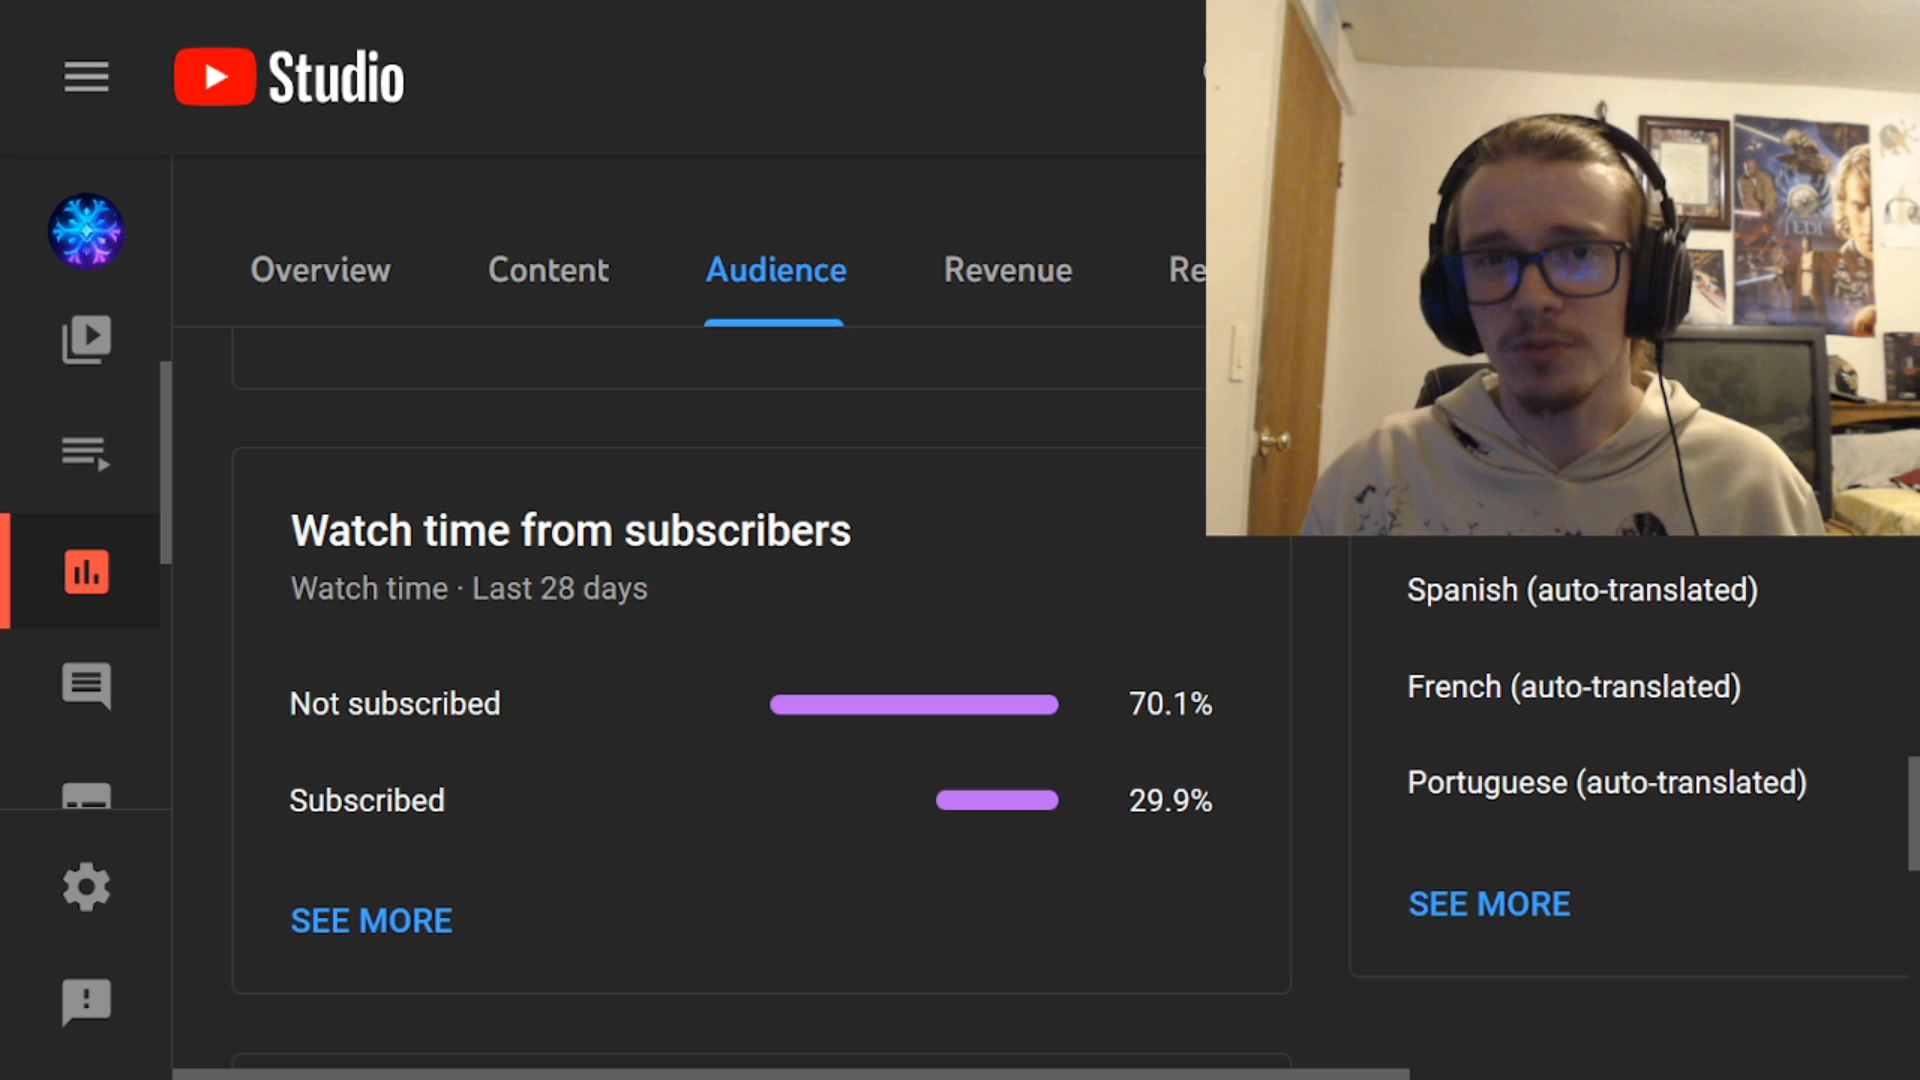 Studio
Overview
Content
Audience
Revenue
Re
Watch time from subscribers
Watch time · Last 28 days
Not subscribed 70.1%
Subscribed 29.9%
SEE MORE
Spanish (auto-translated)
French (auto-translated)
Portuguese (auto-translated)
SEE MORE
JEDI